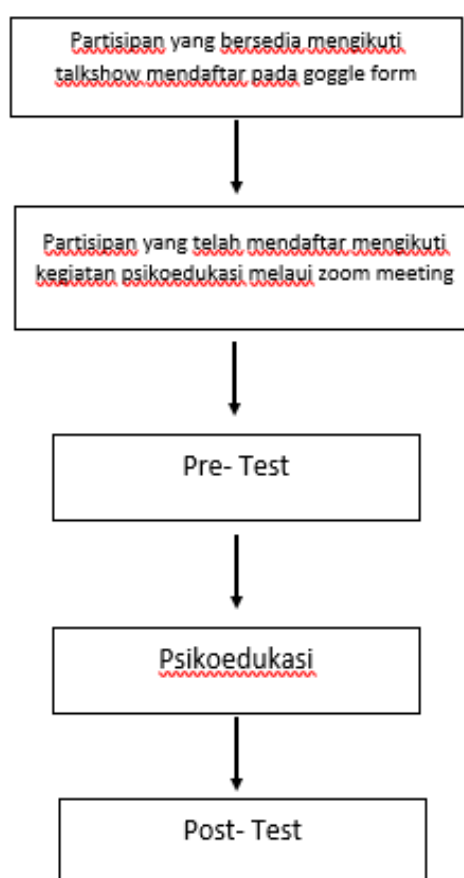 Partisipan yang bersedia mengikuti
talkshow mendaftar pada goggle form
Partisipan yang telah mendaftar mengikuti
kegiatan psikoedukasi melaui zoom meeting
Pre- Test
Psikoedukasi
Post- Test